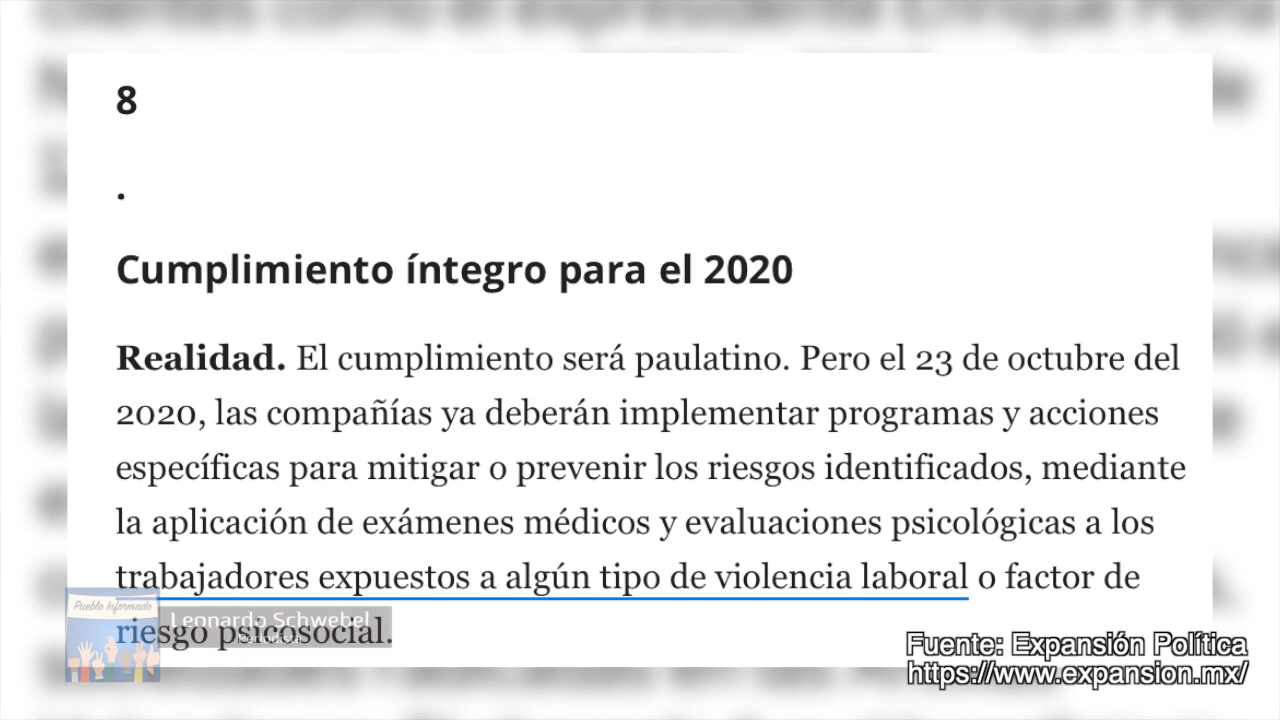 8
.
Cumplimiento íntegro para el 2020
Realidad. El cumplimiento será paulatino. Pero el 23 de octubre del
2020, las compañías ya deberán implementar programas y acciones
específicas para mitigar o prevenir los riesgos identificados, mediante
la aplicación de exámenes médicos y evaluaciones psicológicas a los
trabajadores expuestos a algún tipo de violencia laboral o factor de
riesgo psicosocial.
Pueblo Informado
Leonardo Schwebel
Periodista
Fuente: Expansión Política
https://www.expansion.mx/